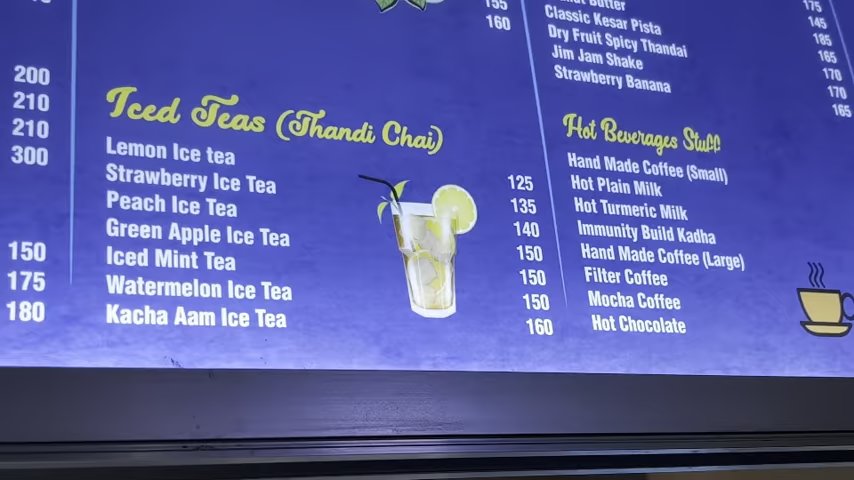 200
210
210
300
150
175
180
155
160
Iced Teas (Thandi Chai)
Lemon Ice tea 125
Strawberry Ice Tea 135
Peach Ice Tea 140
Green Apple Ice Tea 150
Iced Mint Tea 150
Watermelon Ice Tea 150
Kacha Aam Ice Tea 160
Butter
Classic Kesar Pista
Dry Fruit Spicy Thandai
Jim Jam Shake
Strawberry Banana
175
145
185
165
170
170
165
Hot Beverages Stuff
Hand Made Coffee (Small)
Hot Plain Milk
Hot Turmeric Milk
Immunity Build Kadha
Hand Made Coffee (Large)
Filter Coffee
Mocha Coffee
Hot Chocolate